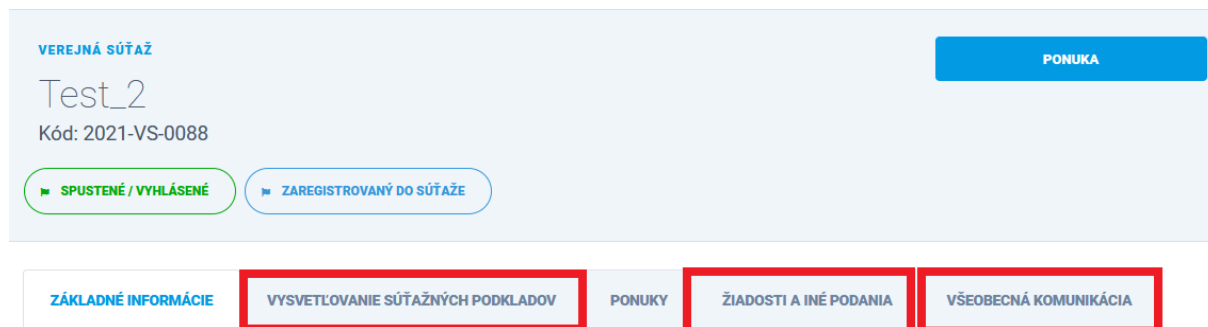 VEREJNÁ SÚŤAŽ
PONUKA
Test_2
Kód: 2021-VS-0088
SPUSTENÉ / VYHLÁSENÉ
ZAREGISTROVANÝ DO SÚŤAŽE
ZÁKLADNÉ INFORMÁCIE
VYSVETĽOVANIE SÚŤAŽNÝCH PODKLADOV
PONUKY
ŽIADOSTI A INÉ PODANIA
VŠEOBECNÁ KOMUNIKÁCIA